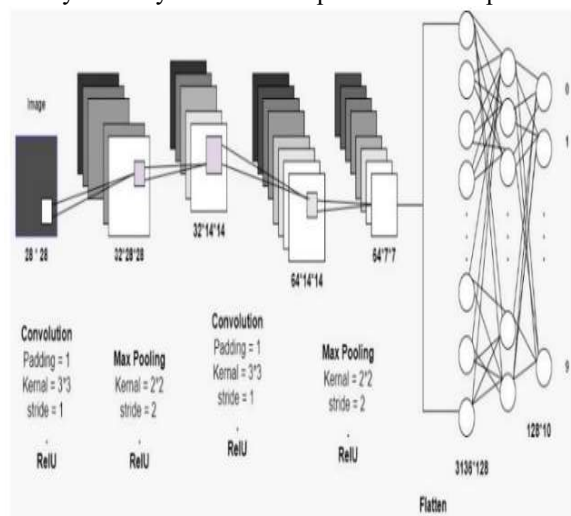 Image
28 * 28
32*28*28
32*14*14
64*14*14
64*7*7
0
1
9
Convolution
Padding = 1
Kernal = 3*3
stride = 1
-
RelU
Max Pooling
Kernal = 2*2
stride = 2
-
RelU
Convolution
Padding = 1
Kernal = 3*3
stride = 1
-
RelU
Max Pooling
Kernal = 2*2
stride = 2
-
RelU
3136*128
128*10
Flatten